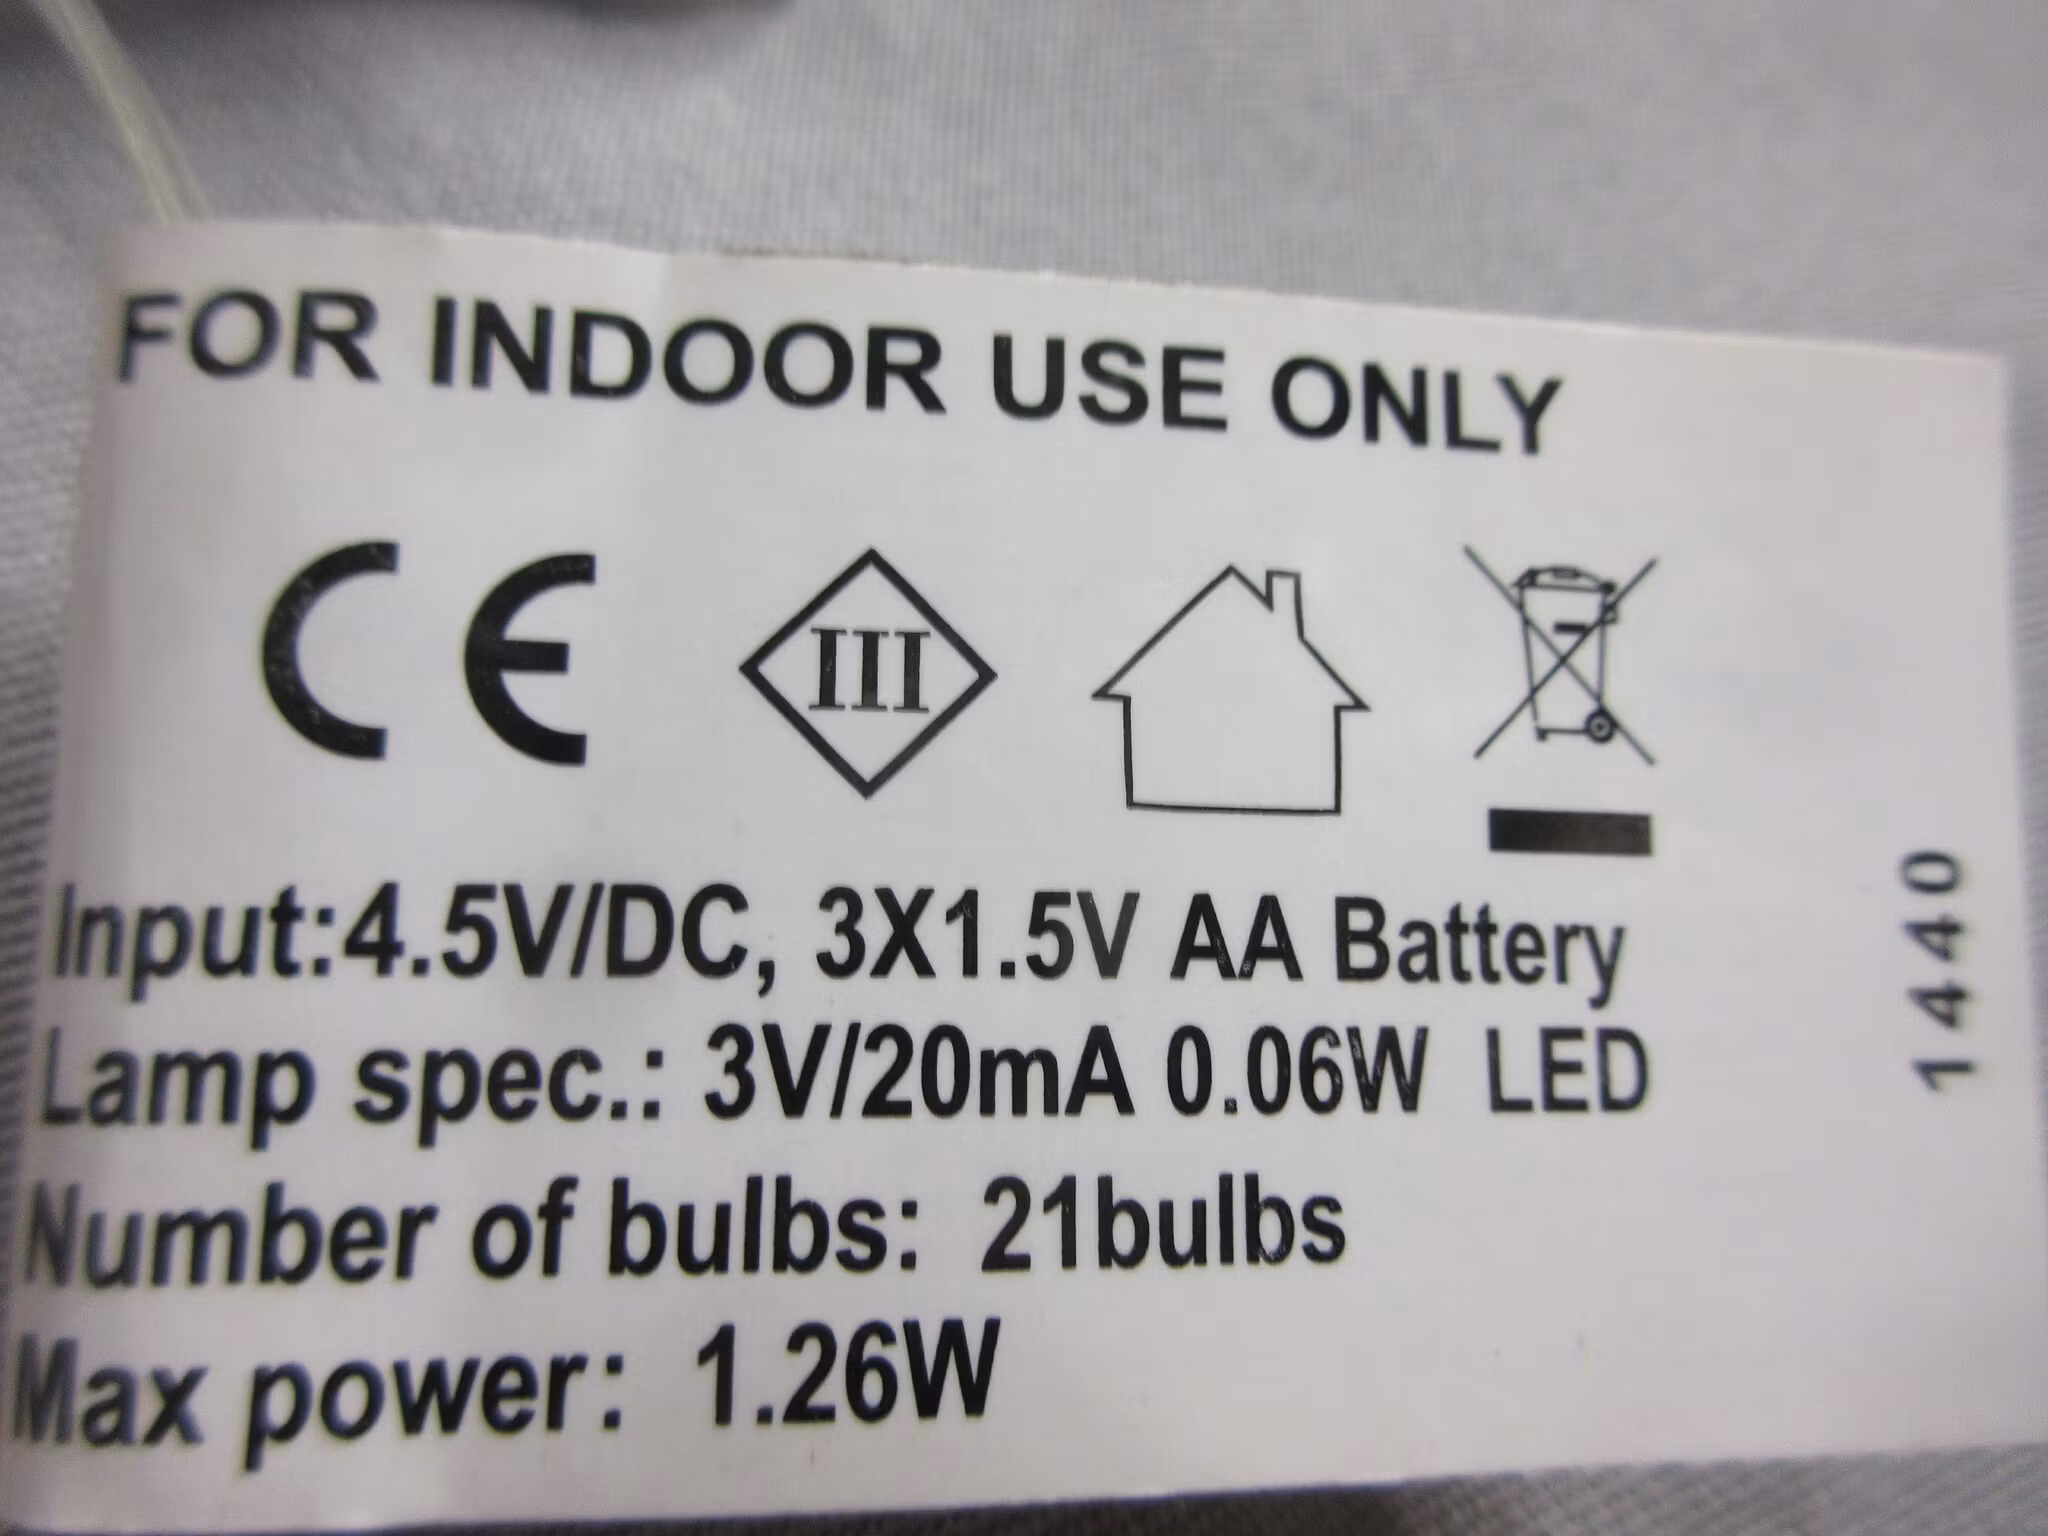 FOR INDOOR USE ONLY
CE
III
Input:4.5V/DC, 3X1.5V AA Battery
Lamp spec.: 3V/20mA 0.06W LED
Number of bulbs: 21bulbs
Max power: 1.26W
1440